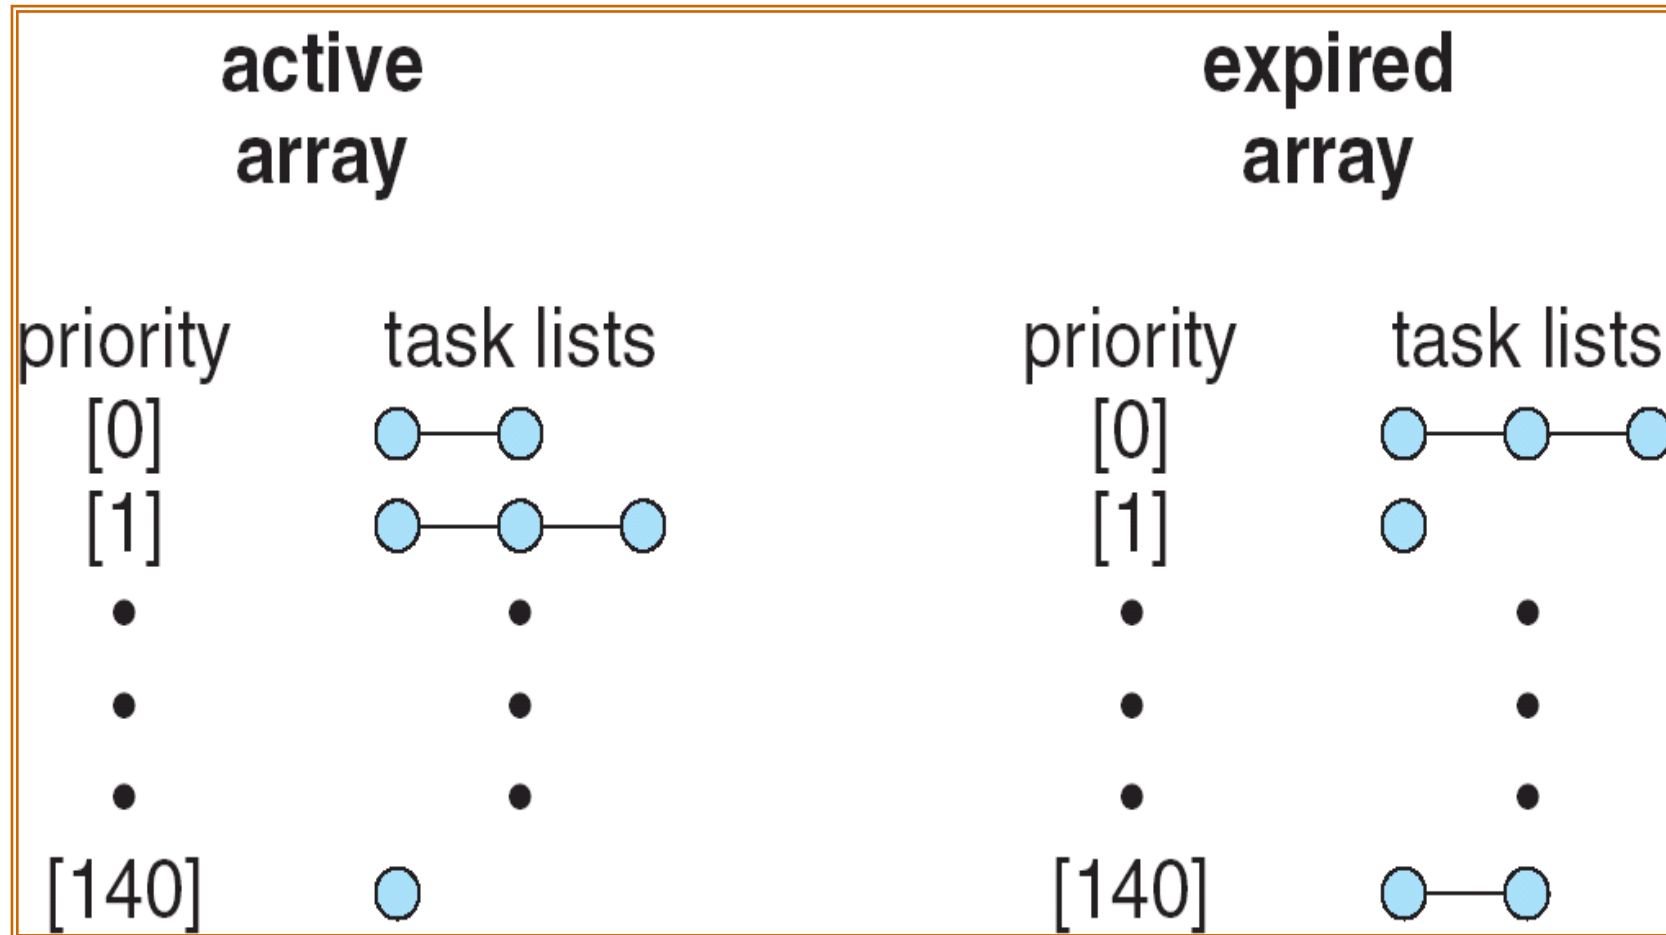 active
array
expired
array
priority task lists
priority task lists
[0]
[0]
[1]
[1]
[140]
[140]